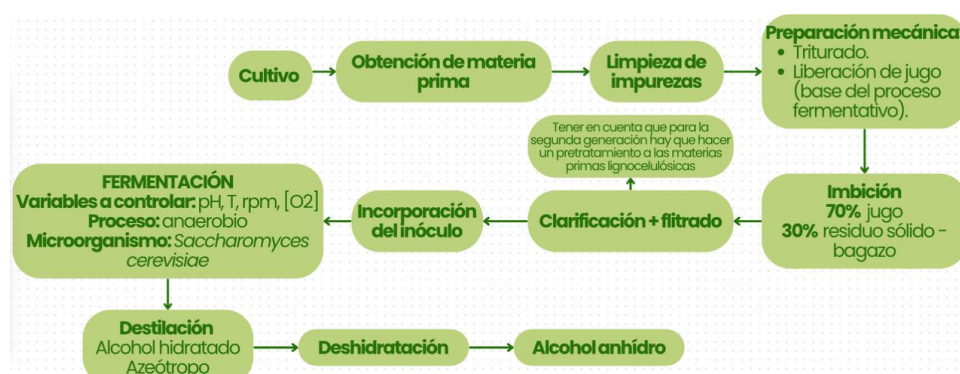 Cultivo
Obtención de materia
prima
Limpieza de
impurezas
Preparación mecánica:
• Triturado.
• Liberación de jugo
(base del proceso
fermentativo).
Imbición
70% jugo
30% residuo sólido -
bagazo
Tener en cuenta que para la
segunda generación hay que hacer
un pretratamiento a las materias
primas lignocelulósicas
Clarificación + flitrado
Incorporación
del inóculo
FERMENTACIÓN
Variables a controlar: pH, T, rpm, [O2]
Proceso: anaerobio
Microorganismo: Saccharomyces
cerevisiae
Destilación
Alcohol hidratado
Azeótropo
Deshidratación
Alcohol anhídro